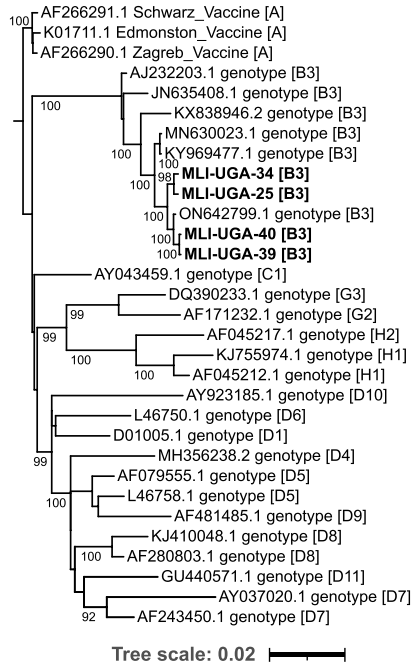 AF266291.1 Schwarz_Vaccine [A]
100
K01711.1 Edmonston_Vaccine [A]
AF266290.1 Zagreb_Vaccine [A]
AJ232203.1 genotype [B3]
JN635408.1 genotype [B3]
100
KX838946.2 genotype [B3]
MN630023.1 genotype [B3]
100
KY969477.1 genotype [B3]
100
MLI-UGA-34 [B3]
98
100
MLI-UGA-25 [B3]
ON642799.1 genotype [B3]
100
MLI-UGA-40 [B3]
100
MLI-UGA-39 [B3]
100
AY043459.1 genotype [C1]
DQ390233.1 genotype [G3]
99
AF171232.1 genotype [G2]
AF045217.1 genotype [H2]
99
100
KJ755974.1 genotype [H1]
100
AF045212.1 genotype [H1]
AY923185.1 genotype [D10]
L46750.1 genotype [D6]
D01005.1 genotype [D1]
99
MH356238.2 genotype [D4]
AF079555.1 genotype [D5]
100
L46758.1 genotype [D5]
AF481485.1 genotype [D9]
KJ410048.1 genotype [D8]
100
AF280803.1 genotype [D8]
GU440571.1 genotype [D11]
AY037020.1 genotype [D7]
92
AF243450.1 genotype [D7]
Tree scale: 0.02